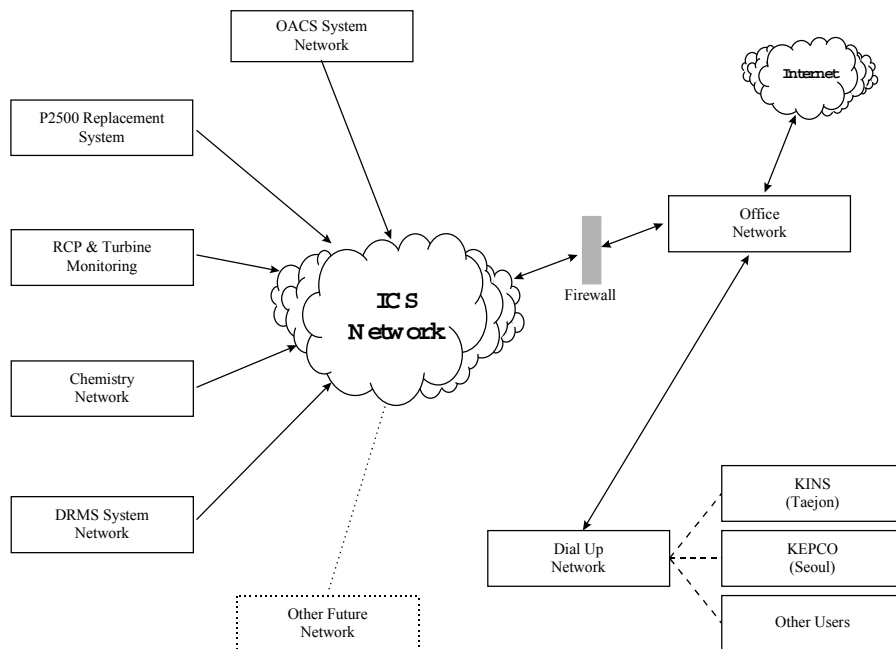 OACS System
Network
Internet
P2500 Replacement
System
Office
Network
RCP & Turbine
Monitoring
Firewall
ICS
Network
Chemistry
Network
DRMS System
Network
KINS
(Taejon)
Dial Up
Network
KEPCO
(Seoul)
Other Future
Network
Other Users